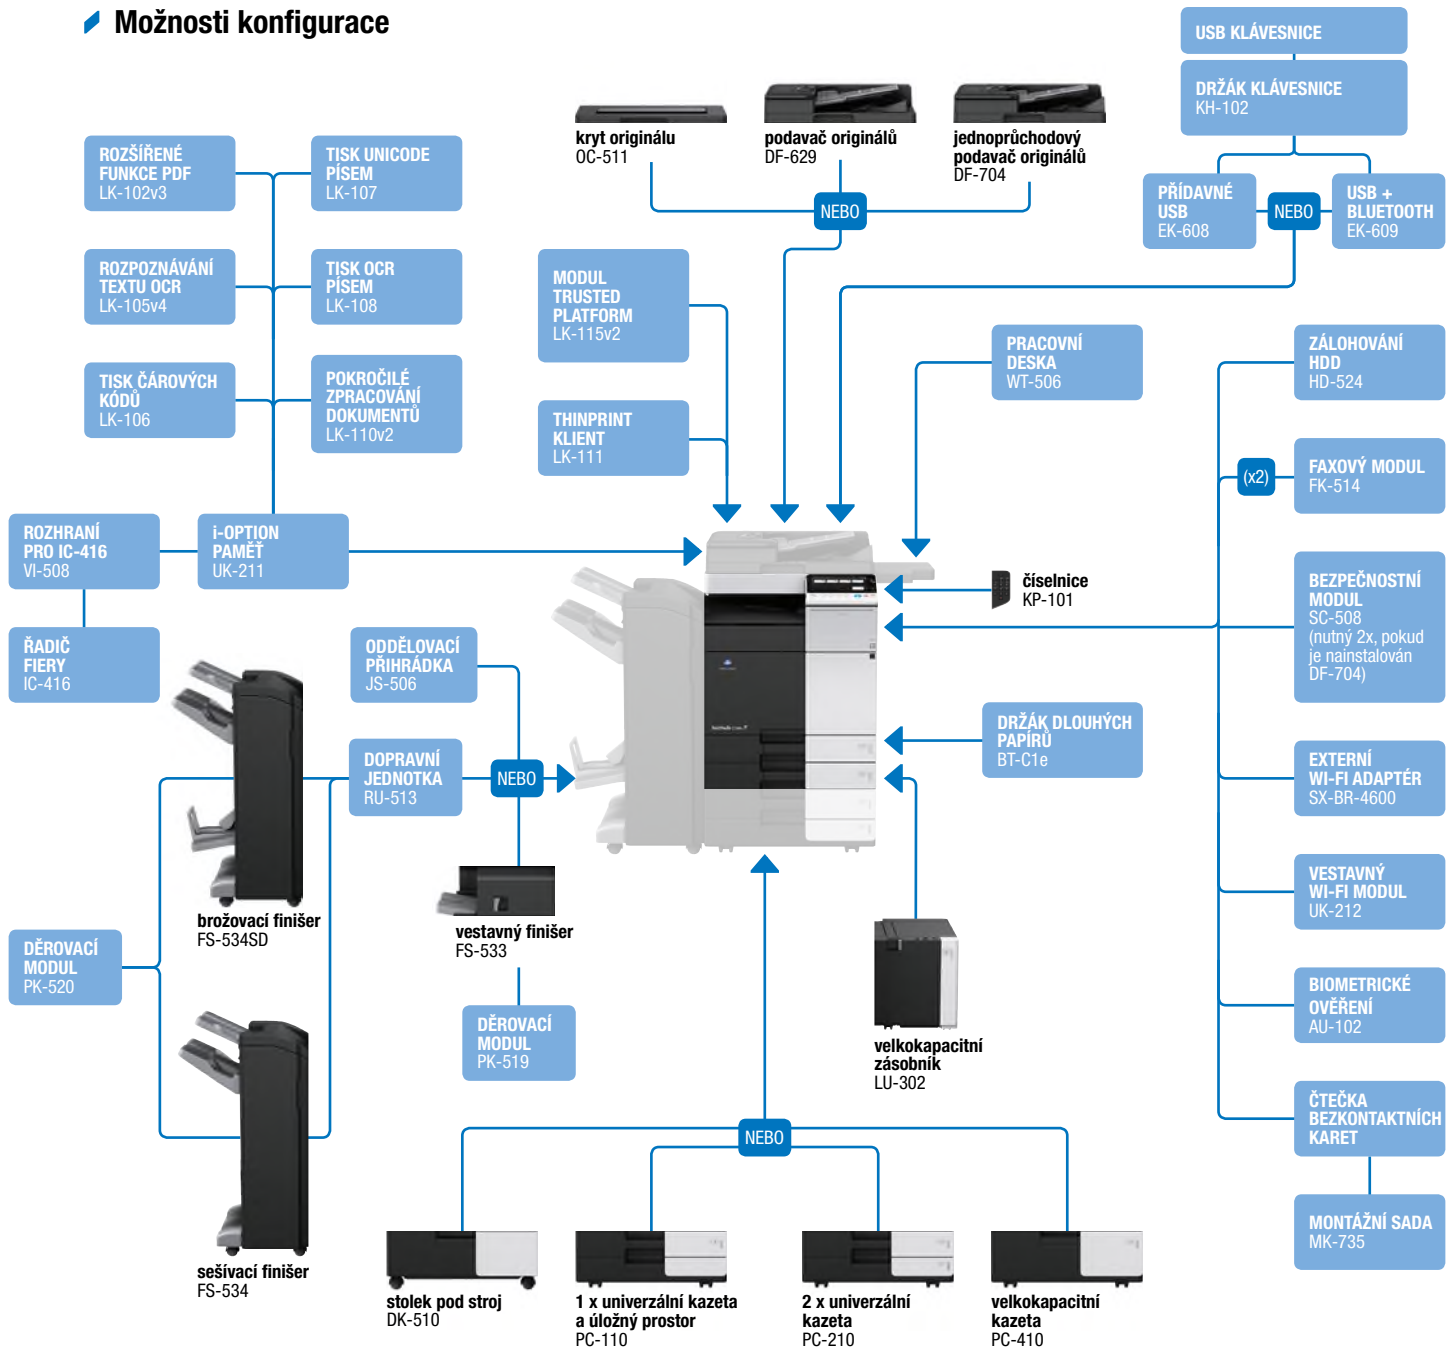 Možnosti konfigurace
USB KLÁVESNICE
DRŽÁK KLÁVESNICE
KH-102
PŘÍDAVNÉ
USB
EK-608
NEBO
USB +
BLUETOOTH
EK-609
kryt originálu
OC-511
podavač originálů
DF-629
jednoprůchodový
podavač originálů
DF-704
NEBO
ROZŠÍŘENÉ
FUNKCE PDF
LK-102v3
TISK UNICODE
PÍSEM
LK-107
ROZPOZNÁVÁNÍ
TEXTU OCR
LK-105v4
TISK OCR
PÍSEM
LK-108
TISK ČÁROVÝCH
KÓDŮ
LK-106
POKROČILÉ
ZPRACOVÁNÍ
DOKUMENTŮ
LK-110v2
MODUL
TRUSTED
PLATFORM
LK-115v2
THINPRINT
KLIENT
LK-111
PRACOVNÍ
DESKA
WT-506
ZÁLOHOVÁNÍ
HDD
HD-524
(x2)
FAXOVÝ MODUL
FK-514
ROZHRANÍ
PRO IC-416
VI-508
i-OPTION
PAMĚŤ
UK-211
ŘADIČ
FIERY
IC-416
číselnice
KP-101
BEZPEČNOSTNÍ
MODUL
SC-508
(nutný 2x, pokud
je nainstalován
DF-704)
ODDĚLOVACÍ
PŘIHRÁDKA
JS-506
DOPRAVNÍ
JEDNOTKA
RU-513
NEBO
DRŽÁK DLOUHÝCH
PAPÍRŮ
BT-C1e
EXTERNÍ
WI-FI ADAPTÉR
SX-BR-4600
VESTAVNÝ
WI-FI MODUL
UK-212
brožovací finišer
FS-534SD
vestavný finišer
FS-533
DĚROVACÍ
MODUL
PK-520
DĚROVACÍ
MODUL
PK-519
velkokapacitní
zásobník
LU-302
BIOMETRICKÉ
OVĚŘENÍ
AU-102
ČTEČKA
BEZKONTAKTNÍCH
KARET
MONTÁŽNÍ SADA
MK-735
NEBO
sešívací finišer
FS-534
stolek pod stroj
DK-510
1 x univerzální kazeta
a úložný prostor
PC-110
2 x univerzální
kazeta
PC-210
velkokapacitní
kazeta
PC-410